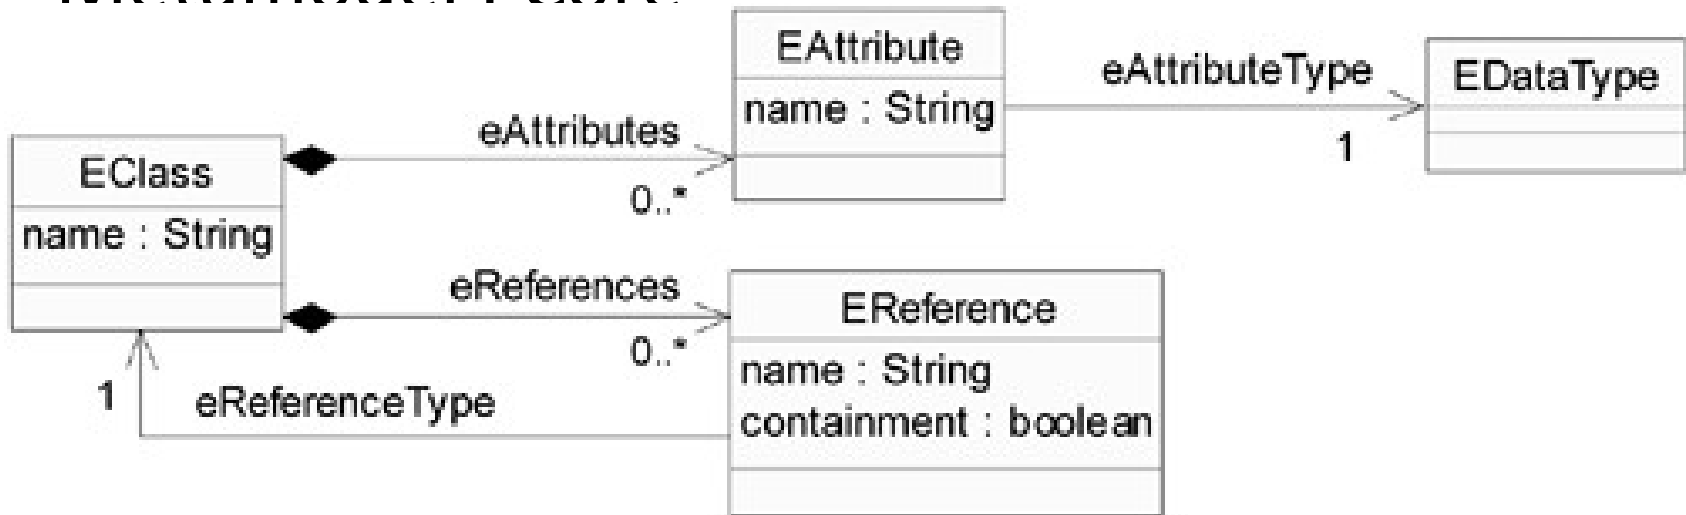 EAttribute
name : String
eAttributeType
1
EDataType
eAttributes
0..*
EClass
name : String
eReferences
0..*
EReference
name : String
containment : boolean
eReferenceType
1